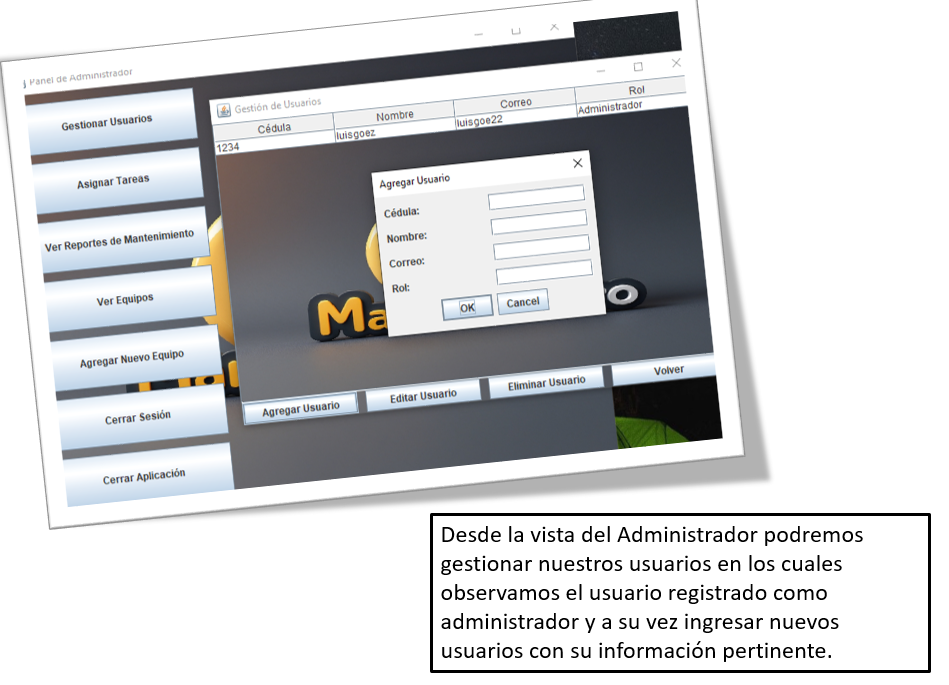 Panel de Administrador
Gestionar Usuarios
Asignar Tareas
Ver Reportes de Mantenimiento
Ver Equipos
Agregar Nuevo Equipo
Cerrar Sesión
Cerrar Aplicación
Gestión de Usuarios
Cédula Nombre Correo Rol
1234 luisgoez luisgoe22 Administrador
Agregar Usuario
Cédula:
Nombre:
Correo:
Rol:
OK Cancel
Ma
o
Agregar Usuario Editar Usuario Eliminar Usuario Volver
Desde la vista del Administrador podremos
gestionar nuestros usuarios en los cuales
observamos el usuario registrado como
administrador y a su vez ingresar nuevos
usuarios con su información pertinente.